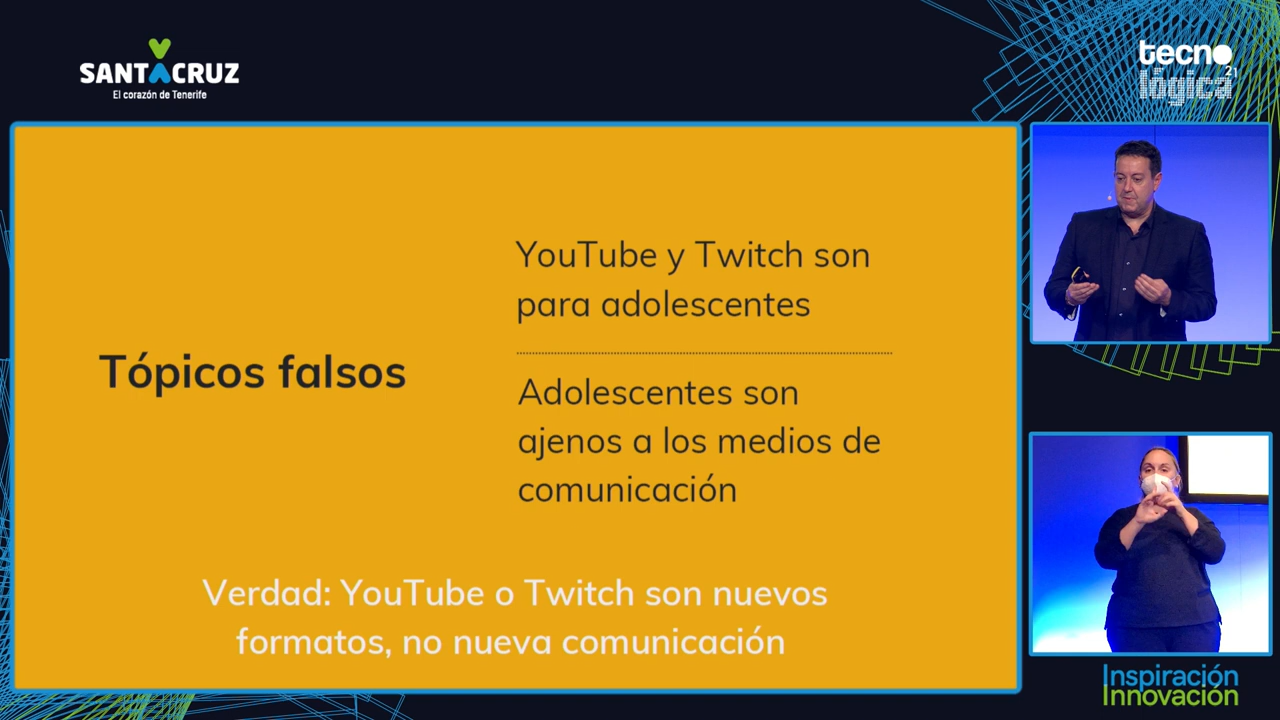 SANTACRUZ
El corazón de Tenerife
tecno
lógica
21
Tópicos falsos
YouTube y Twitch son
para adolescentes
Adolescentes son
ajenos a los medios de
comunicación
Verdad: YouTube o Twitch son nuevos
formatos, no nueva comunicación
Inspiración
Innovación